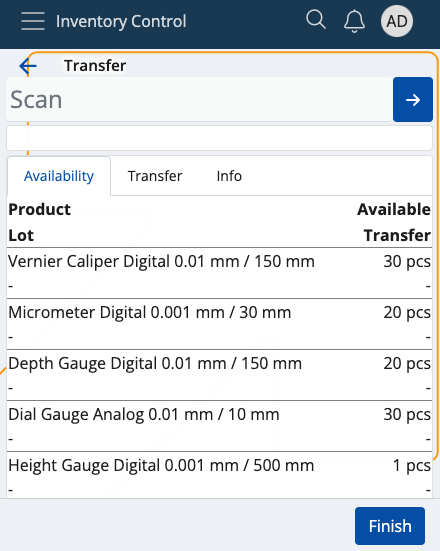 Inventory Control
AD
Transfer
Scan
Availability Transfer Info
Product Available
Lot Transfer
Vernier Caliper Digital 0.01 mm / 150 mm 30 pcs
- -
Micrometer Digital 0.001 mm / 30 mm 20 pcs
- -
Depth Gauge Digital 0.01 mm / 150 mm 20 pcs
- -
Dial Gauge Analog 0.01 mm / 10 mm 30 pcs
- -
Height Gauge Digital 0.001 mm / 500 mm 1 pcs
- -
Finish